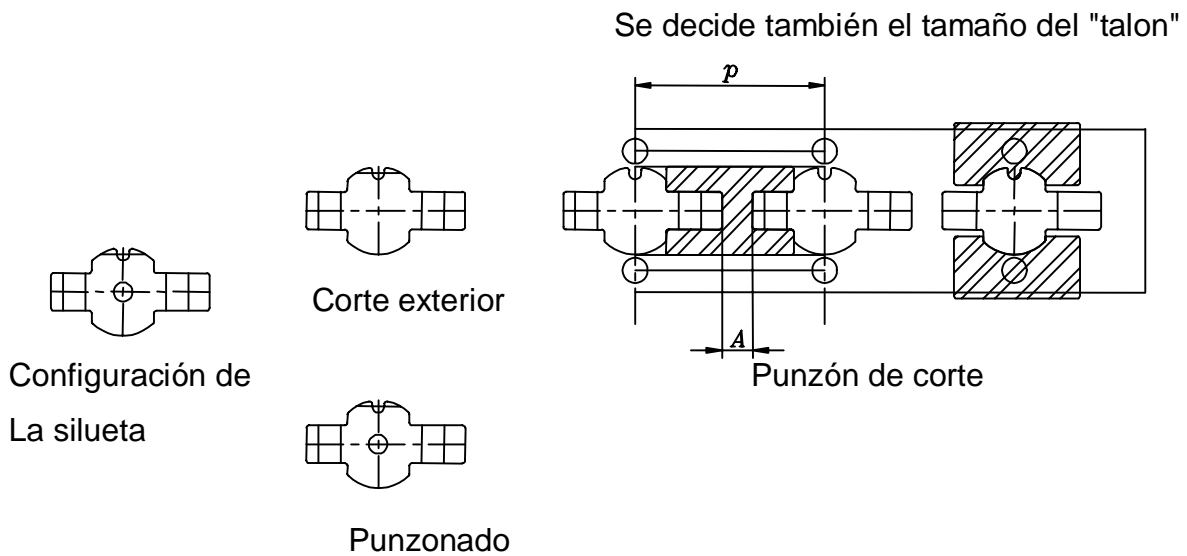 Se decide también el tamaño del "talon"
p
Corte exterior
A
Configuración de
La silueta
Punzón de corte
Punzonado